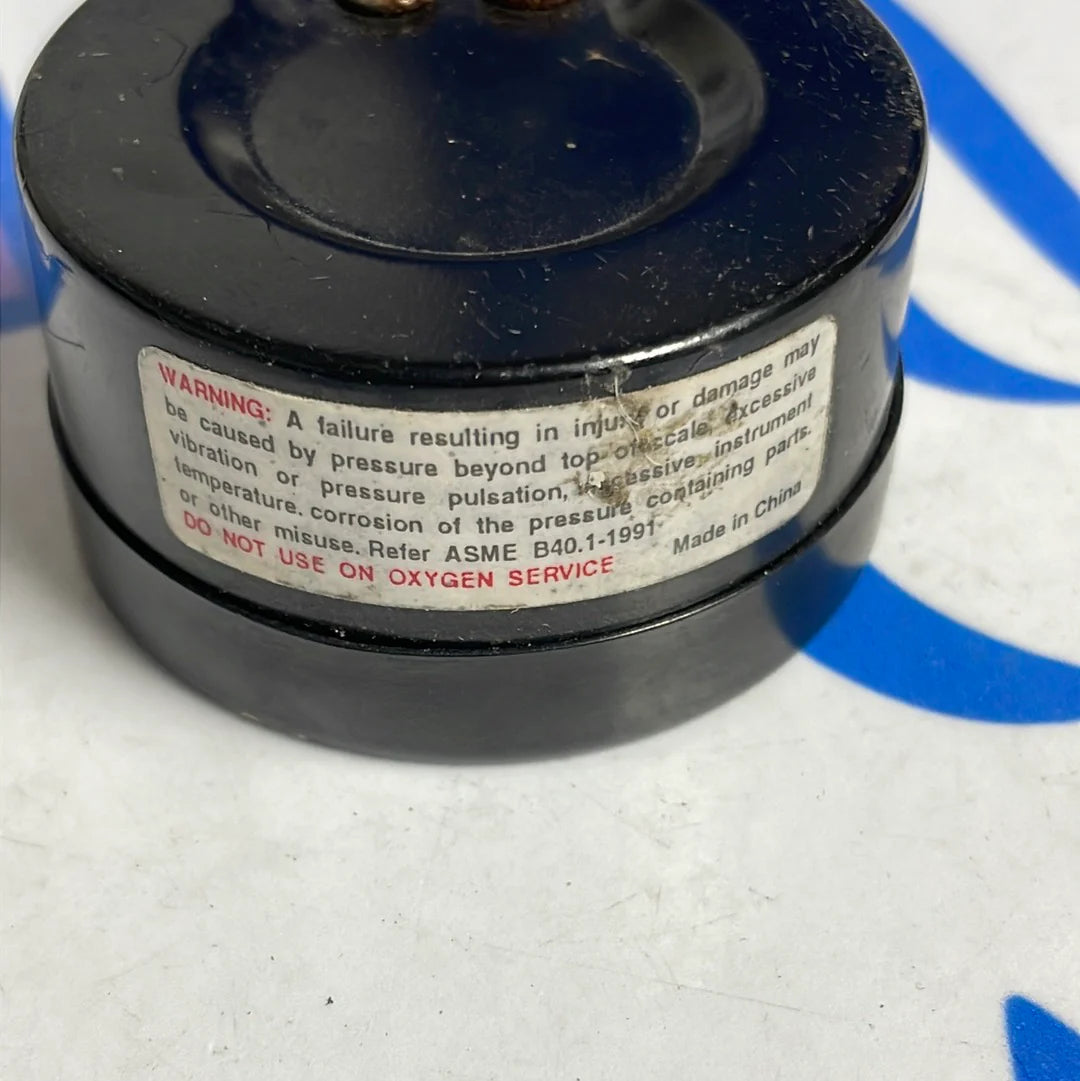 WARNING: A failure resulting in injury or damage may
be caused by pressure beyond top of scale, excessive
vibration or pressure pulsation, excessive instrument
temperature. corrosion of the pressure containing parts.
or other misuse. Refer ASME B40.1-1991 Made in China
DO NOT USE ON OXYGEN SERVICE